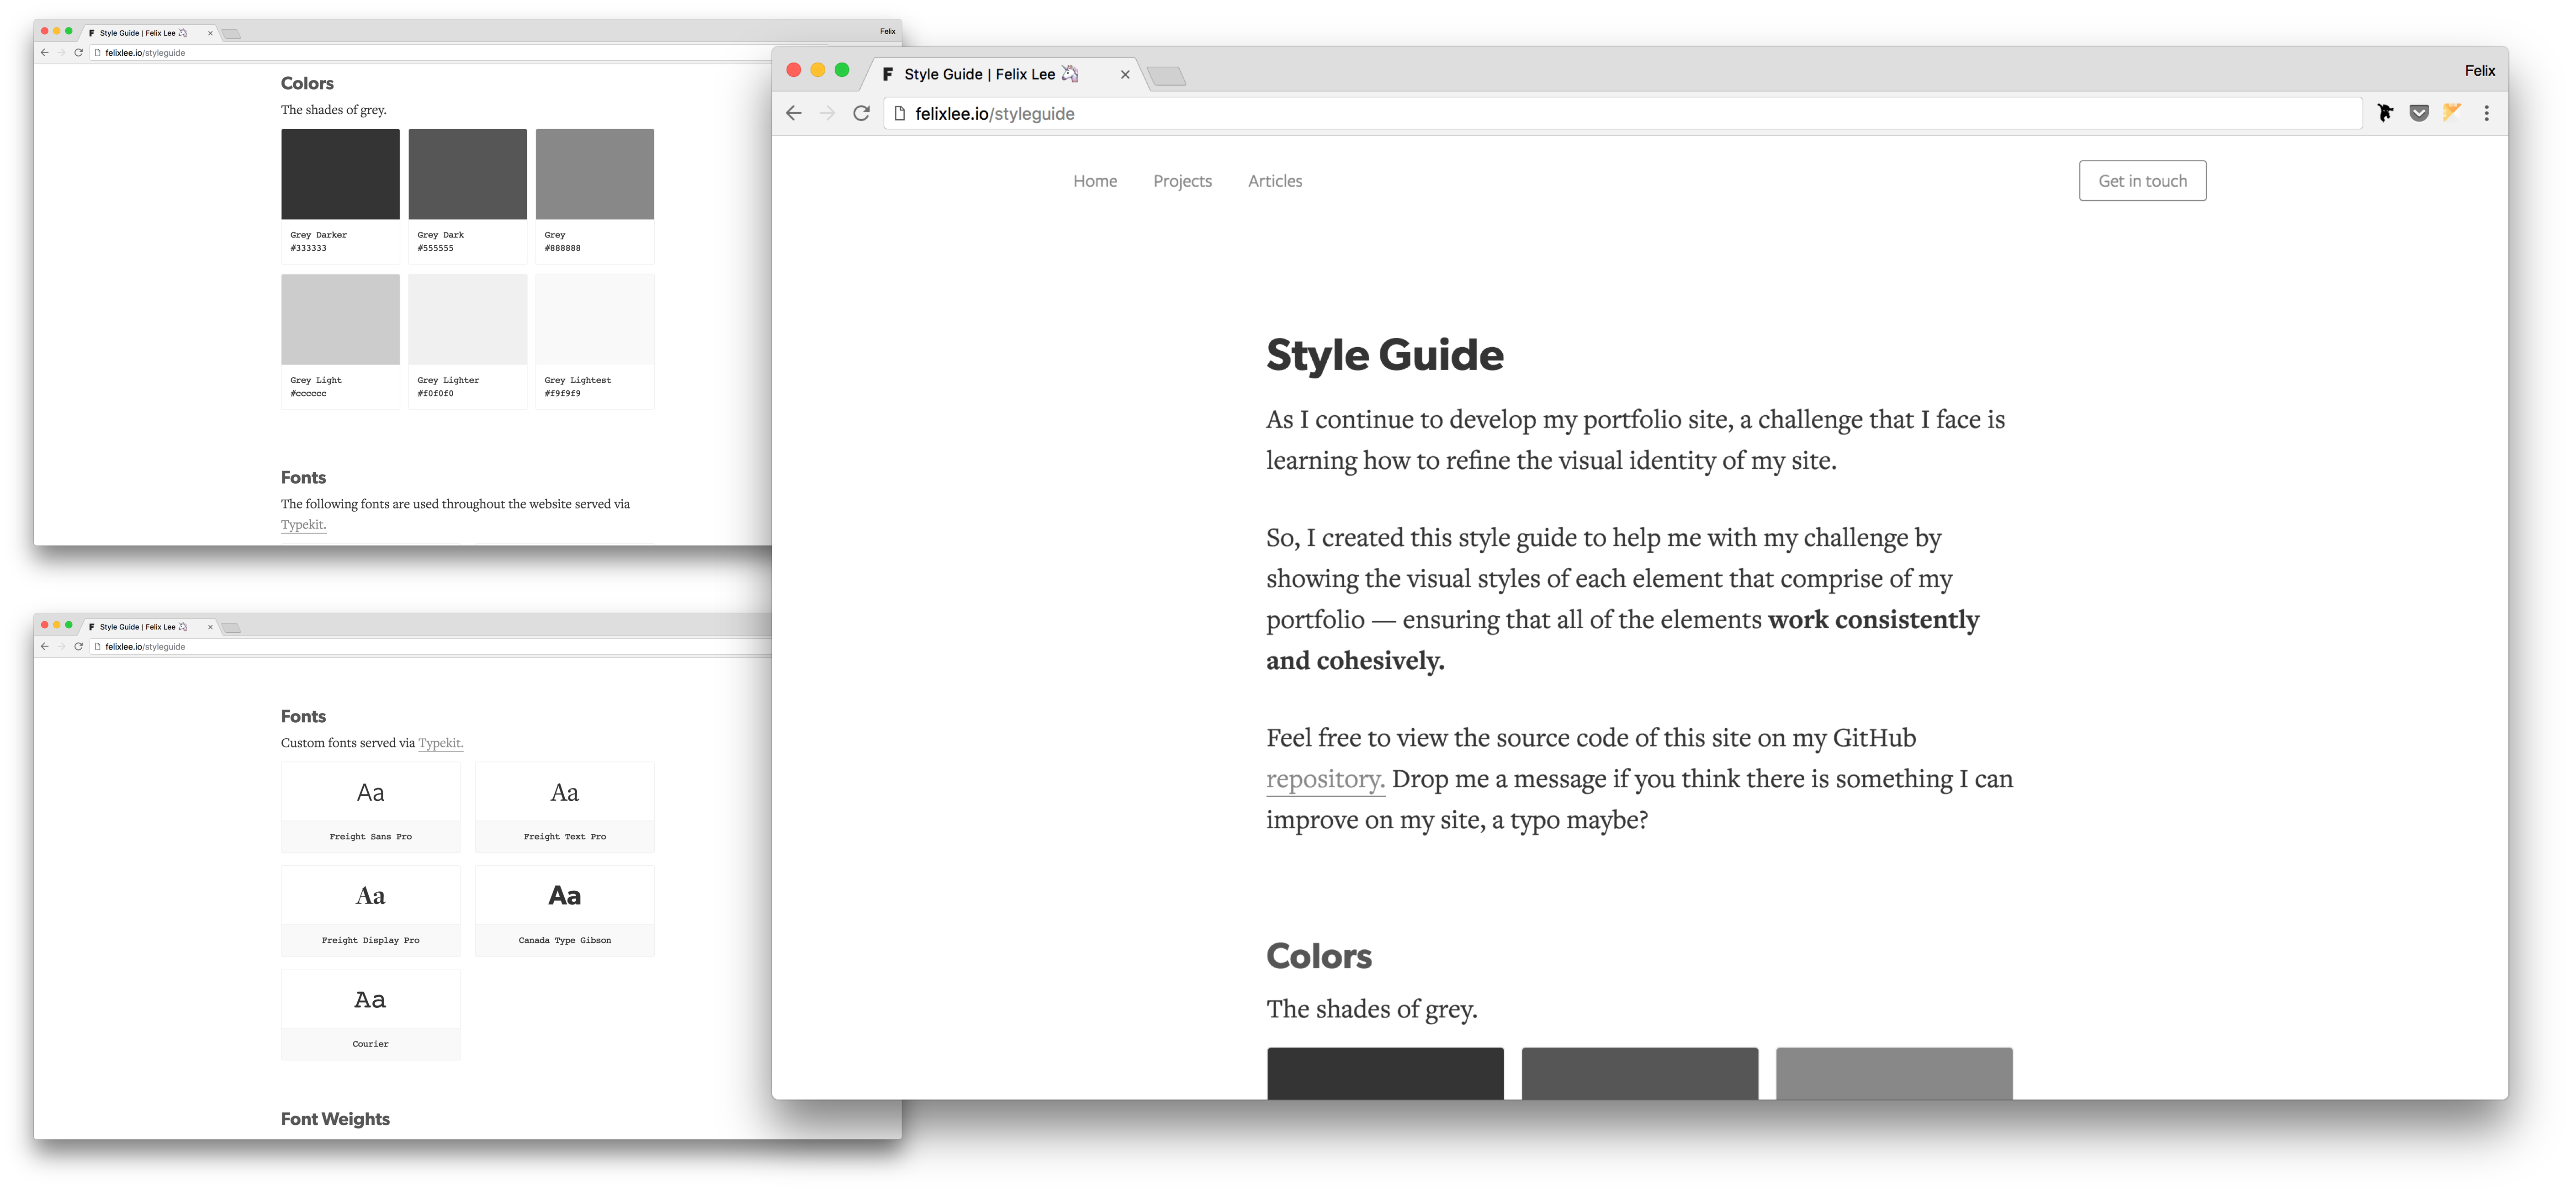 Style Guide | Felix Lee
Felix
felixlee.io/styleguide
Colors
The shades of grey.
Grey Darker
#333333
Grey Dark
#555555
Grey
#888888
Grey Light
#cccccc
Grey Lighter
#f0f0f0
Grey Lightest
#f9f9f9
Fonts
The following fonts are used throughout the website served via
Typekit.
Style Guide | Felix Lee
felixlee.io/styleguide
Fonts
Custom fonts served via Typekit.
Aa
Freight Sans Pro
Aa
Freight Text Pro
Aa
Freight Display Pro
Aa
Canada Type Gibson
Aa
Courier
Font Weights
F Style Guide | Felix Lee
Felix
felixlee.io/styleguide
Home Projects Articles
Get in touch
Style Guide
As I continue to develop my portfolio site, a challenge that I face is
learning how to refine the visual identity of my site.
So, I created this style guide to help me with my challenge by
showing the visual styles of each element that comprise of my
portfolio — ensuring that all of the elements work consistently
and cohesively.
Feel free to view the source code of this site on my GitHub
repository. Drop me a message if you think there is something I can
improve on my site, a typo maybe?
Colors
The shades of grey.